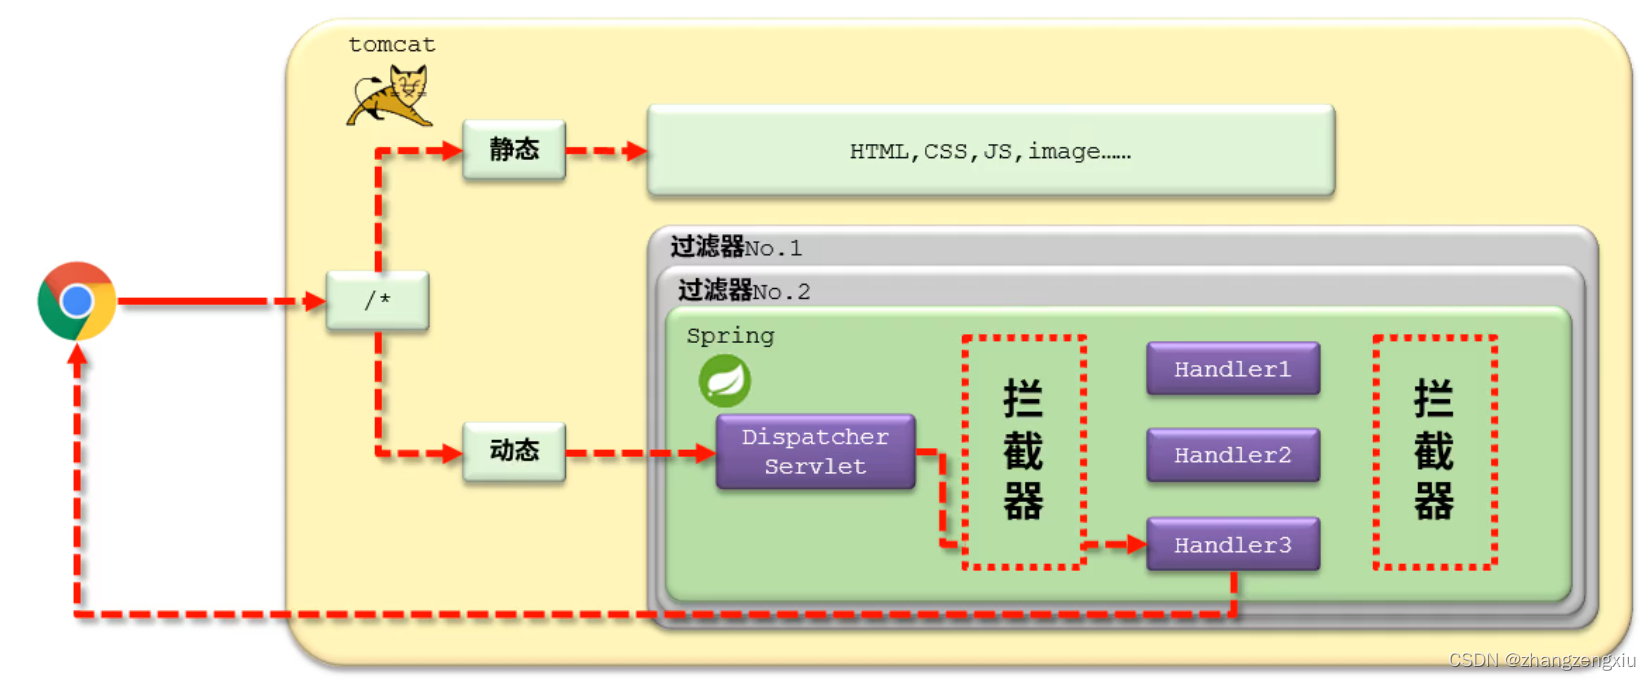 tomcat
静态
HTML,CSS,JS,image……
过滤器No.1
过滤器No.2
/*
Spring
拦截器
Handler1
拦截器
Dispatcher
Servlet
Handler2
动态
Handler3
CSDN @zhangzengxiu